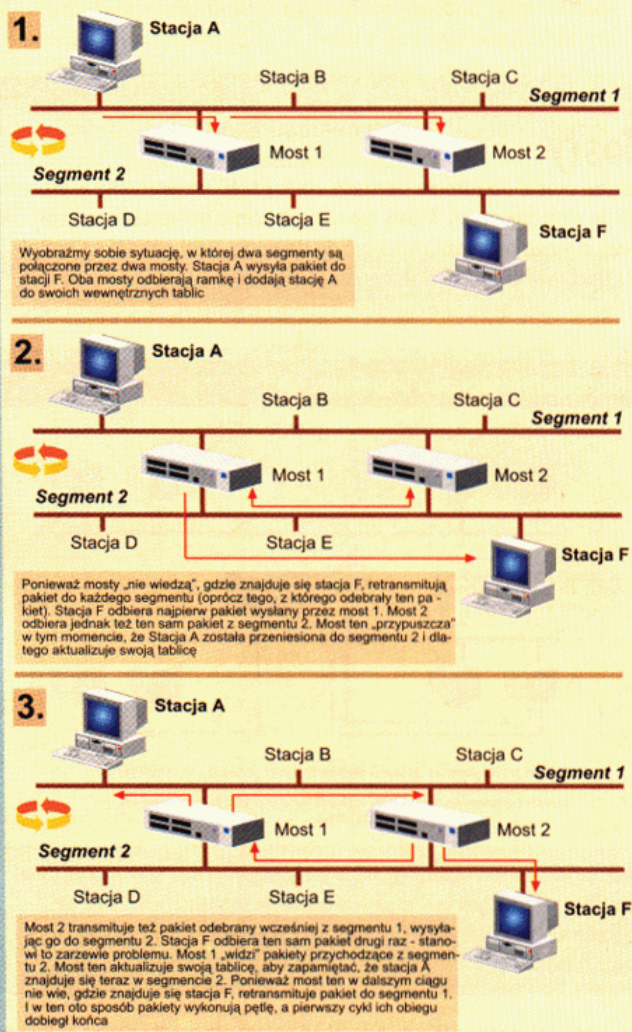 1.
Stacja A
Stacja B
Stacja C
Segment 1
Most 1
Most 2
Segment 2
Stacja D
Stacja E
Stacja F
Wyobraźmy sobie sytuację, w której dwa segmenty są
połączone przez dwa mosty. Stacja A wysyła pakiet do
stacji F. Oba mosty odbierają ramkę i dodają stację A
do swoich wewnętrznych tablic
2.
Stacja A
Stacja B
Stacja C
Segment 1
Most 1
Most 2
Segment 2
Stacja D
Stacja E
Stacja F
Ponieważ mosty „nie wiedzą”, gdzie znajduje się stacja F, retransmitują
pakiet do każdego segmentu (oprócz tego, z którego odebrały ten pa -
kiet). Stacja F odbiera najpierw pakiet wysłany przez most 1. Most 2
odbiera jednak też ten sam pakiet z segmentu 2. Most ten „przypuszcza”
w tym momencie, że Stacja A została przeniesiona do segmentu 2 i dla-
tego aktualizuje swoją tablicę
3.
Stacja A
Stacja B
Stacja C
Segment 1
Most 1
Most 2
Segment 2
Stacja D
Stacja E
Stacja F
Most 2 transmituje też pakiet odebrany wcześniej z segmentu 1, wysyła-
jąc go do segmentu 2. Stacja F odbiera ten sam pakiet drugi raz - stano-
wi to zarzewie problemu. Most 1 „widzi” pakiety przychodzące z segmen-
tu 2. Most ten aktualizuje swoją tablicę, aby zapamiętać, że stacja A
znajduje się teraz w segmencie 2. Ponieważ most ten w dalszym ciągu
nie wie, gdzie znajduje się stacja F, retransmituje pakiet do segmentu 1.
I w ten oto sposób pakiety wykonują pętlę, a pierwszy cykl ich obiegu
dobiegł końca